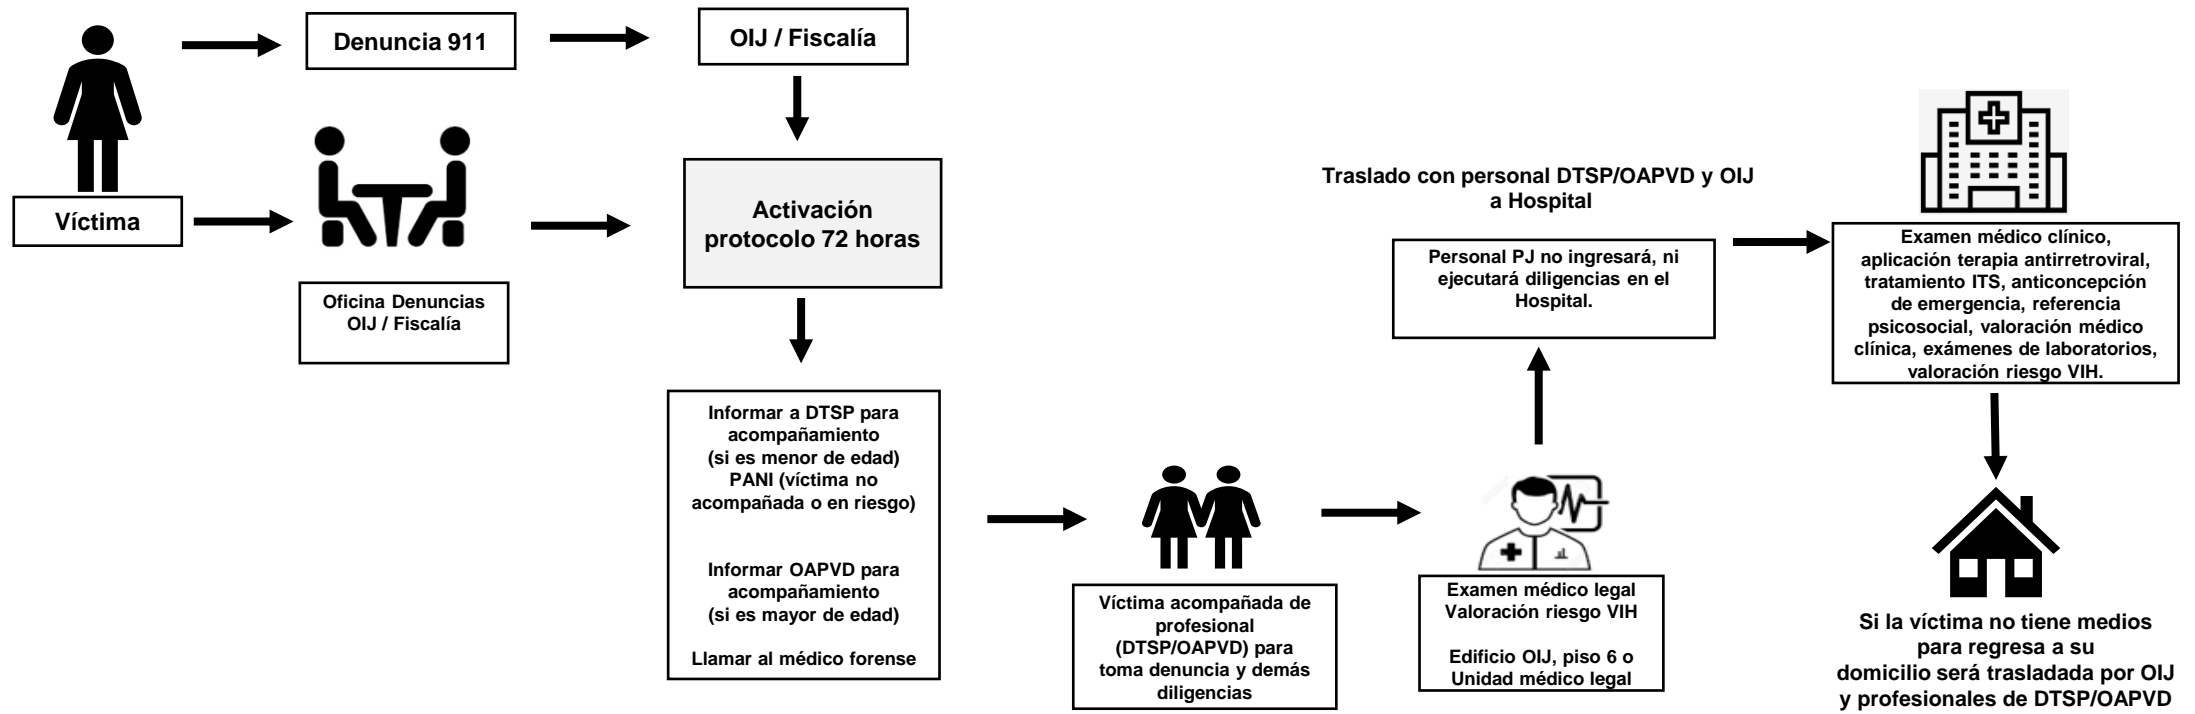 Denuncia 911
OIJ / Fiscalía
Víctima
Oficina Denuncias
OIJ / Fiscalía
Activación
protocolo 72 horas
Informar a DTSP para
acompañamiento
(si es menor de edad)
PANI (víctima no
acompañada o en riesgo)
Informar OAPVD para
acompañamiento
(si es mayor de edad)
Llamar al médico forense
Víctima acompañada de
profesional
(DTSP/OAPVD) para
toma denuncia y demás
diligencias
Examen médico legal
Valoración riesgo VIH
Edificio OIJ, piso 6 o
Unidad médico legal
Traslado con personal DTSP/OAPVD y OIJ
a Hospital
Personal PJ no ingresará, ni
ejecutará diligencias en el
Hospital.
Examen médico clínico,
aplicación terapia antirretroviral,
tratamiento ITS, anticoncepción
de emergencia, referencia
psicosocial, valoración médico
clínica, exámenes de laboratorios,
valoración riesgo VIH.
Si la víctima no tiene medios
para regresa a su
domicilio será trasladada por OIJ
y profesionales de DTSP/OAPVD